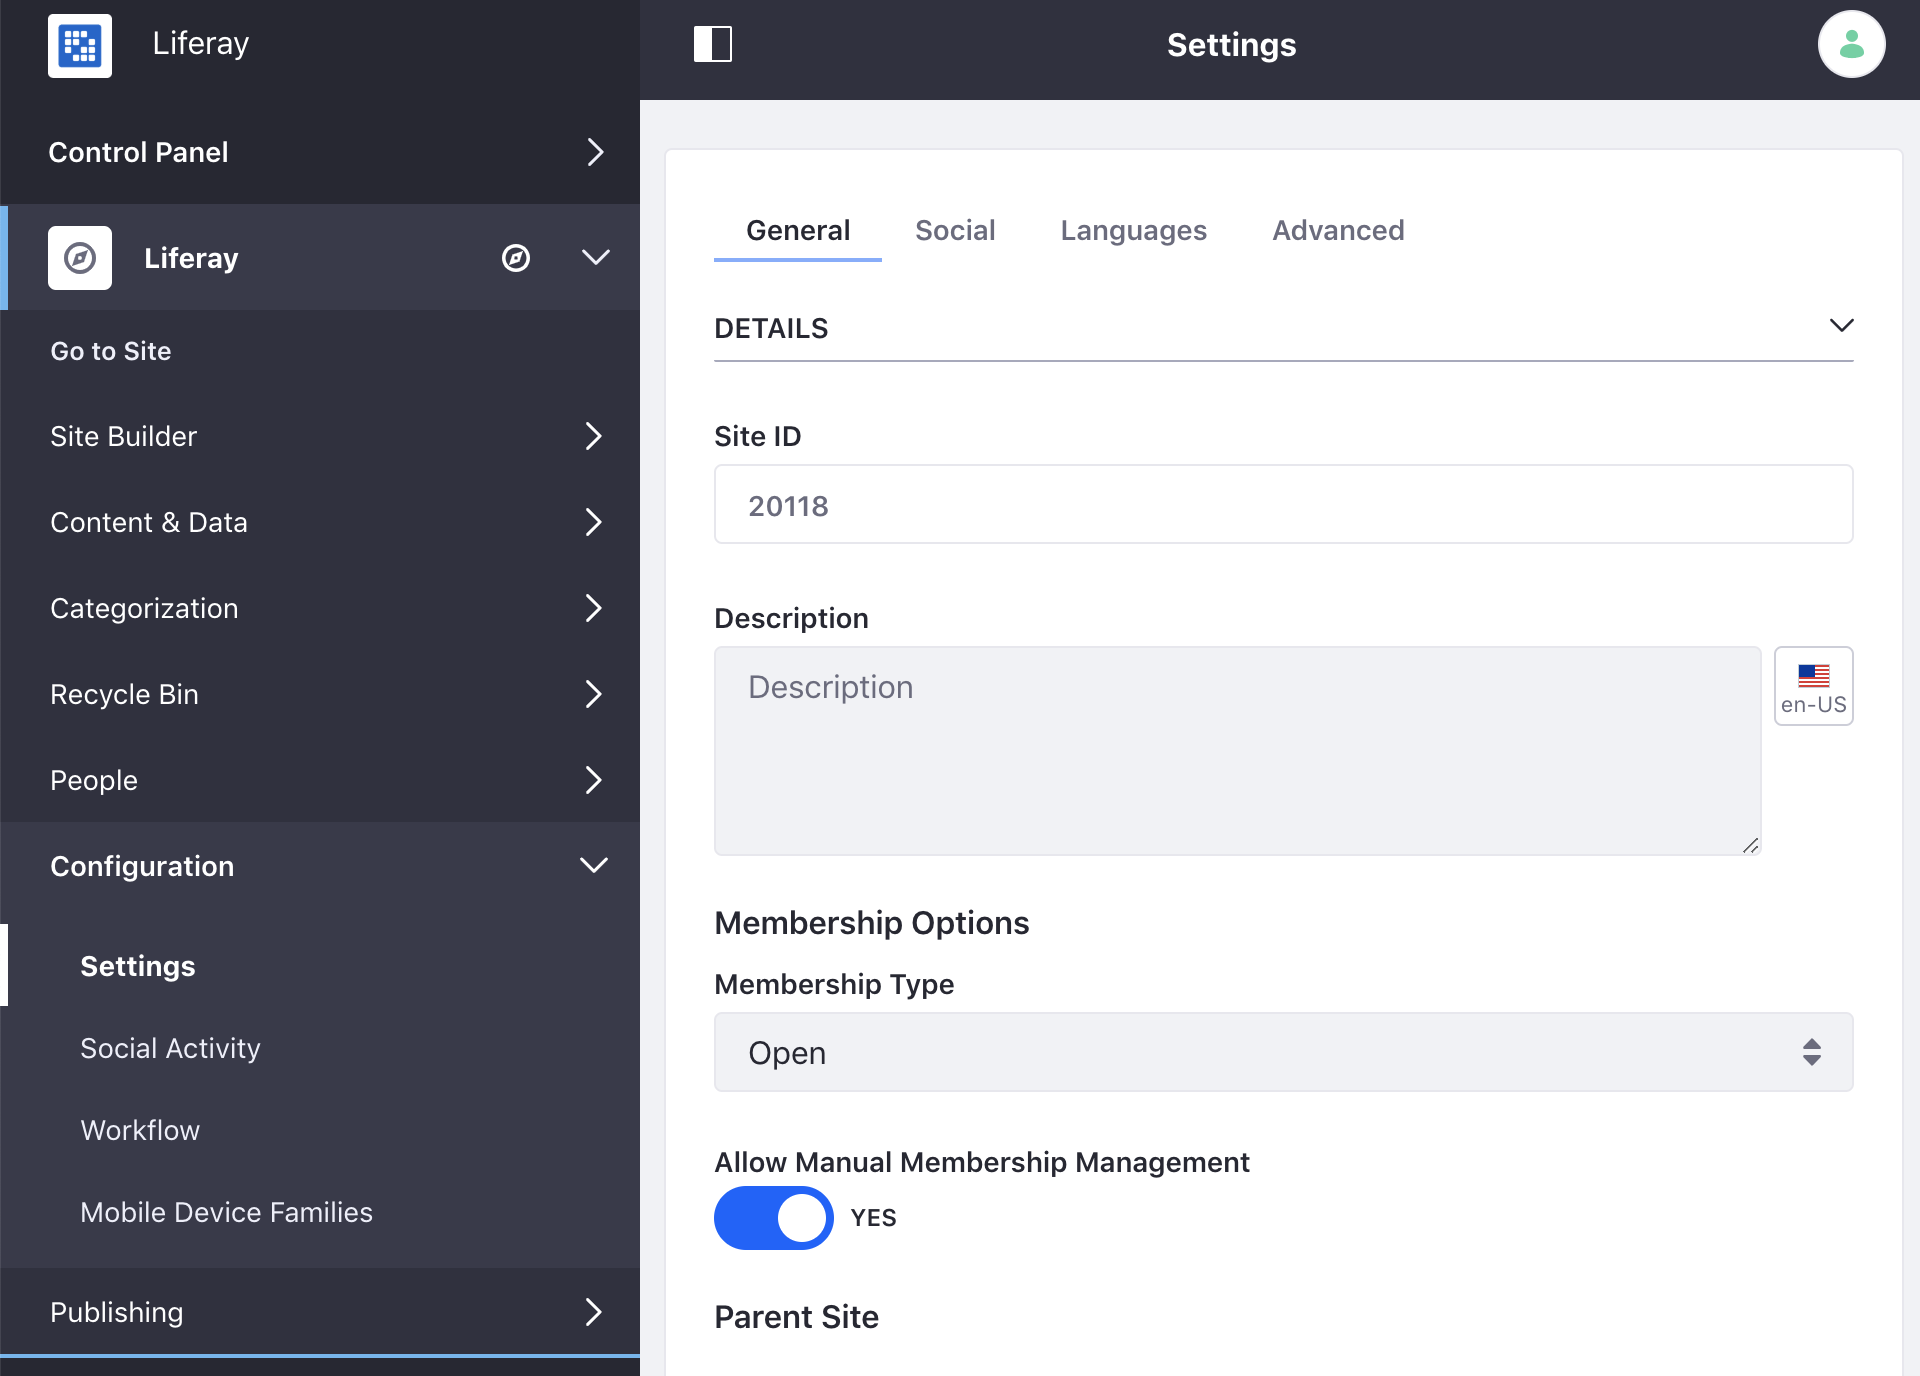 Liferay
Control Panel
Liferay
Go to Site
Site Builder
Content & Data
Categorization
Recycle Bin
People
Configuration
Settings
Social Activity
Workflow
Mobile Device Families
Publishing
Settings
General Social Languages Advanced
DETAILS
Site ID
20118
Description
Description
en-US
Membership Options
Membership Type
Open
Allow Manual Membership Management
YES
Parent Site